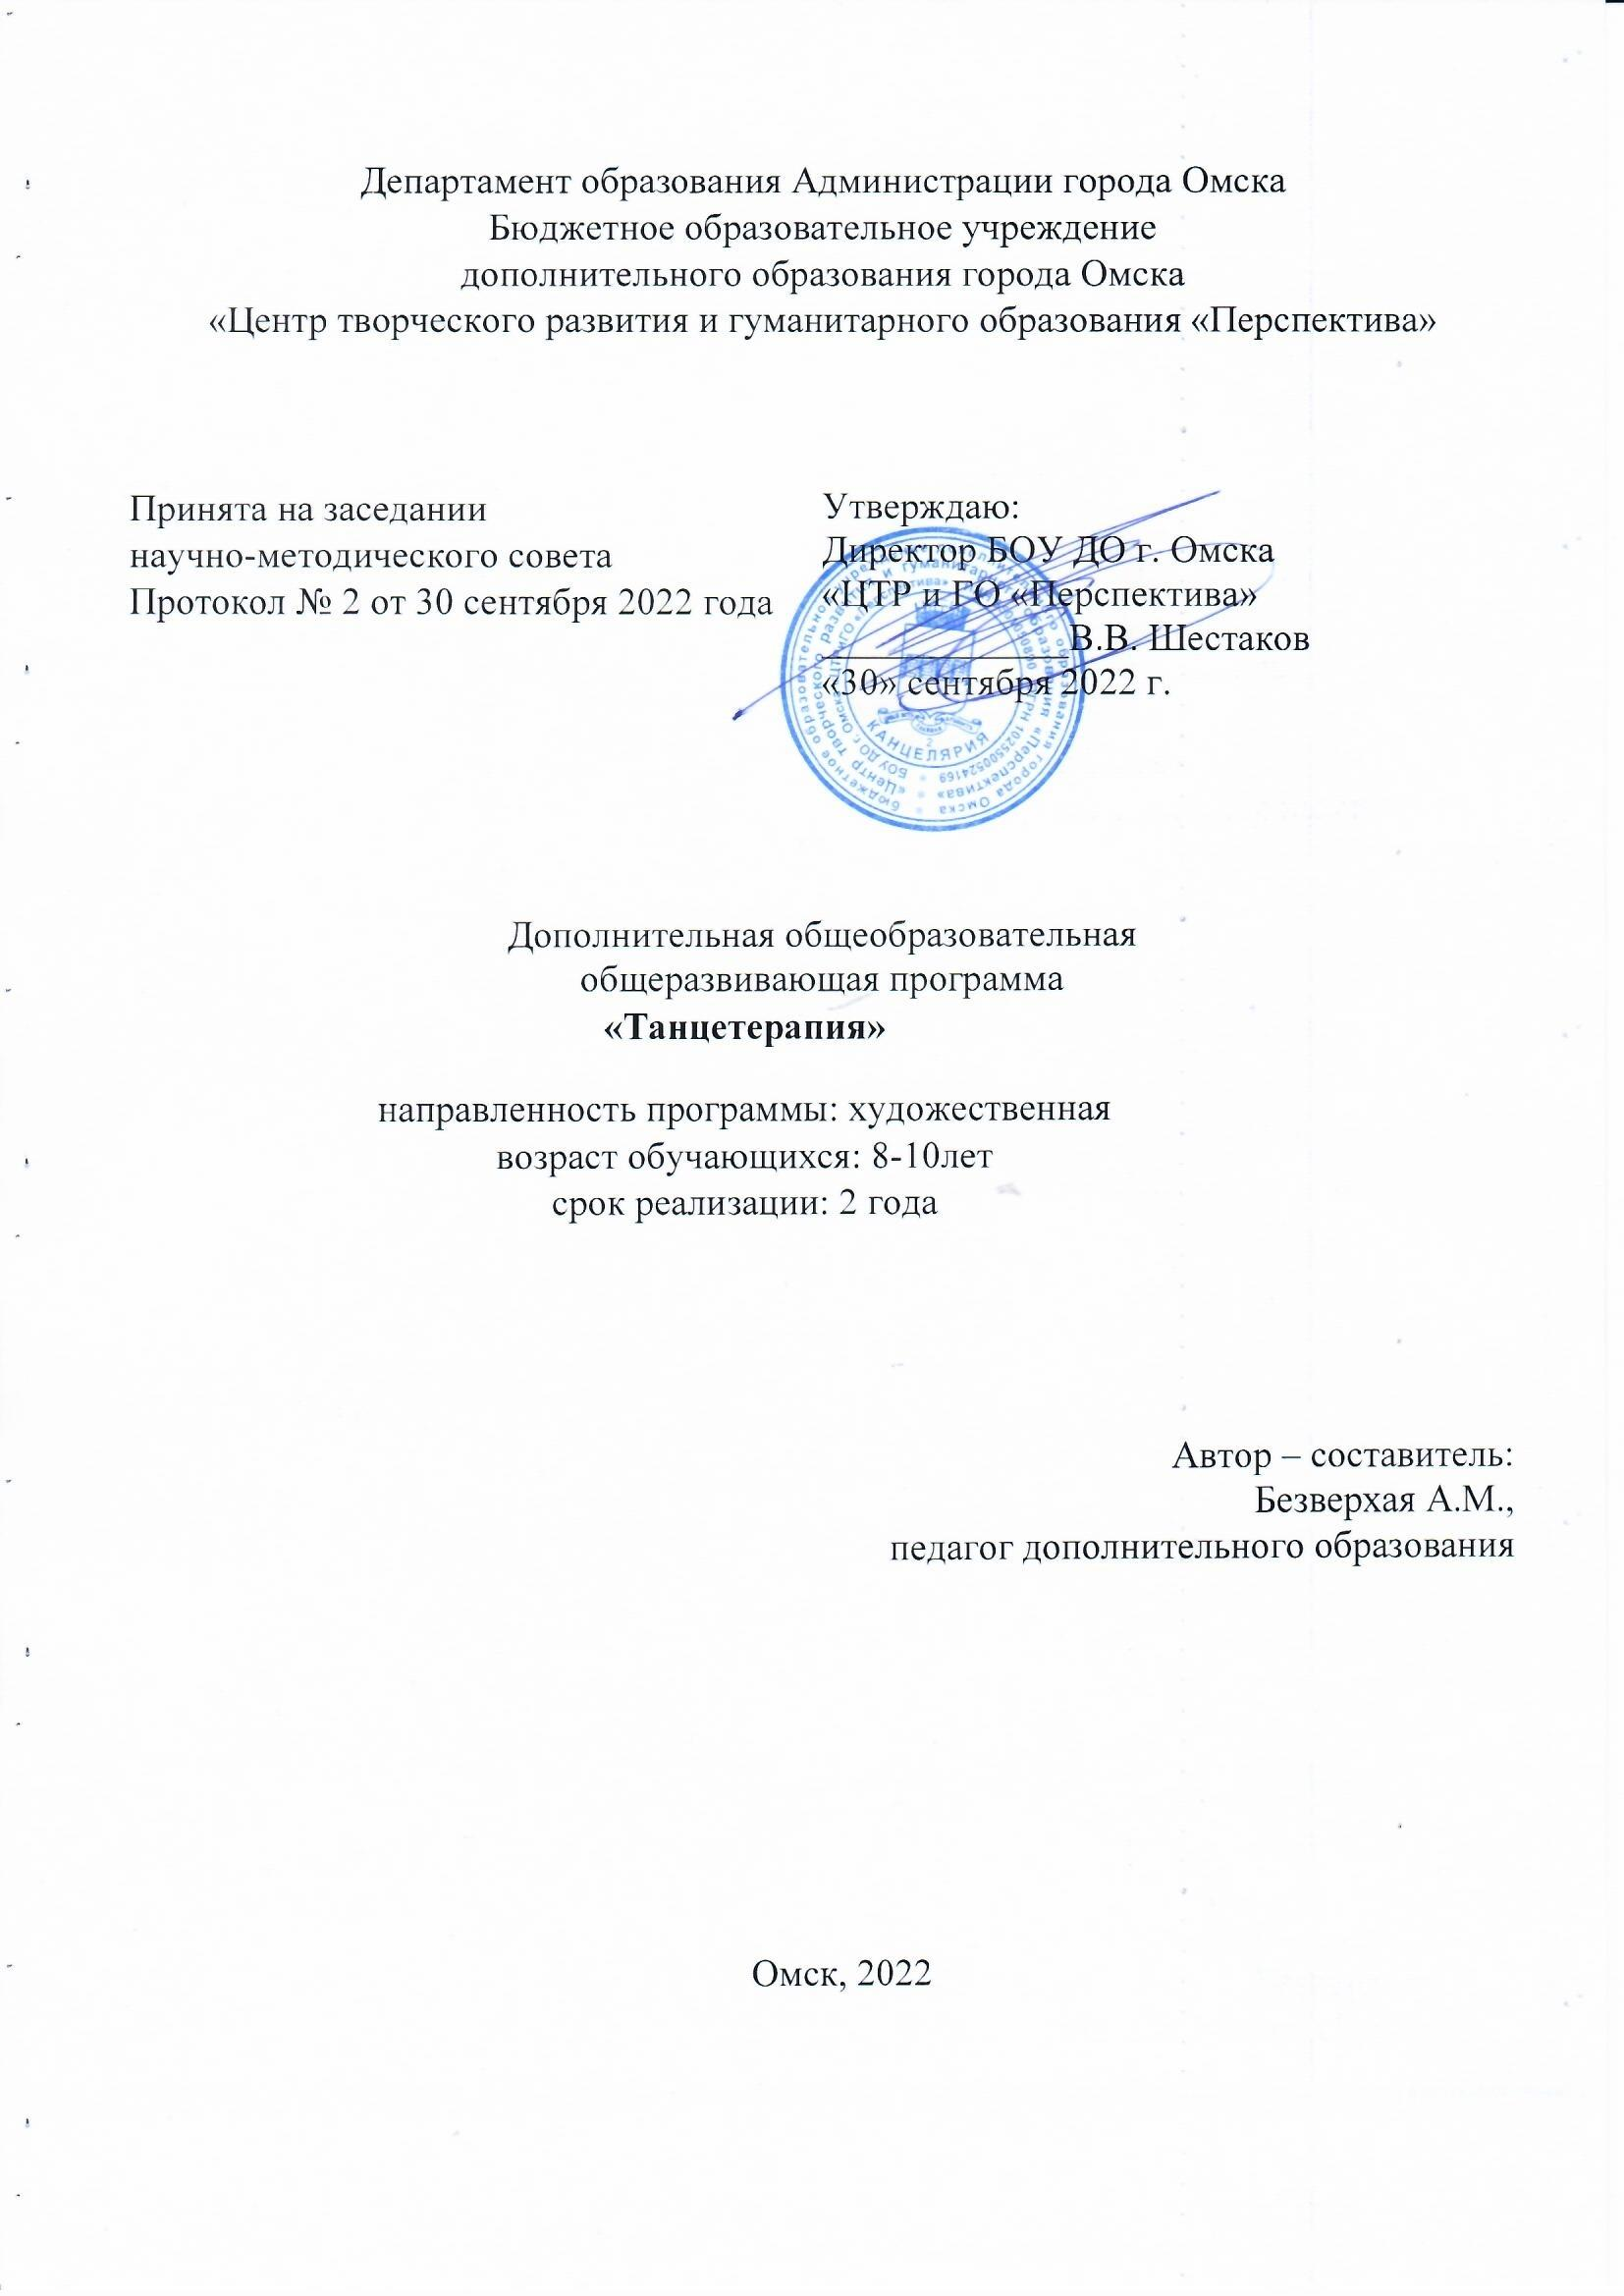 Департамент образования Администрации города Омска
Бюджетное образовательное учреждение
дополнительного образования города Омска
«Центр творческого развития и гуманитарного образования «Перспектива»
Принята на заседании
научно-методического совета
Протокол № 2 от 30 сентября 2022 года
Утверждаю:
Директор БОУ ДО г. Омска
«ЦТР и ГО «Перспектива»
В.В. Шестаков
«30» сентября 2022 г.
КАНЦЕЛЯРИЯ
Дополнительная общеобразовательная
общеразвивающая программа
«Танцетерапия»
направленность программы: художественная
возраст обучающихся: 8-10лет
срок реализации: 2 года
Автор – составитель:
Безверхая А.М.,
педагог дополнительного образования
Омск, 2022